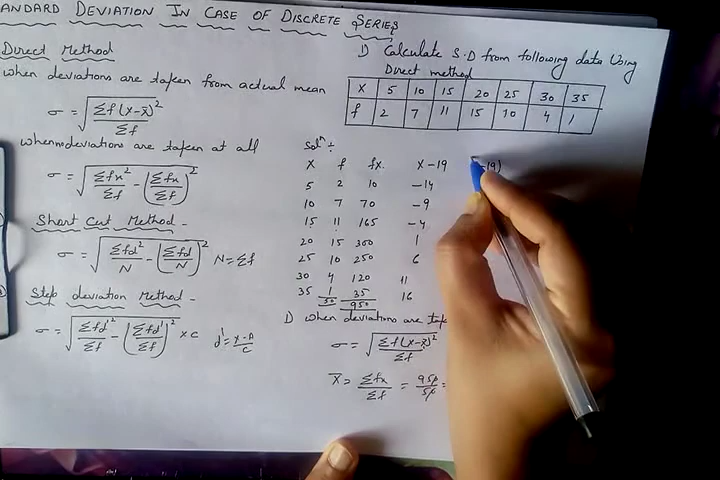 ANDARD DEVIATION IN CASE OF DISCRETE SERIES
Direct Method
when deviations are taken from actual mean
σ = √Σf(x-x̄)²/Σf
when no deviations are taken at all
σ = √Σfx²/Σf - (Σfx/Σf)²
Short Cut Method -
σ = √Σfd²/N - (Σfd/N)² N = Σf
Step deviation Method -
σ = √Σfd'²/Σf - (Σfd'/Σf)² × C d' = x-A/C
1) Calculate S.D from following data Using
Direct method
X 5 10 15 20 25 30 35
f 2 7 11 15 10 4 1
Solⁿ ÷
X f fx X-19 -19)
5 2 10 -14
10 7 70 -9
15 11 165 -4
20 15 300 1
25 10 250 6
30 4 120 11
35 1 35 16
50 950
1) when deviations are
σ = √Σf(x-x̄)²/Σf
X̄ = Σfx/Σf = 950/50 =